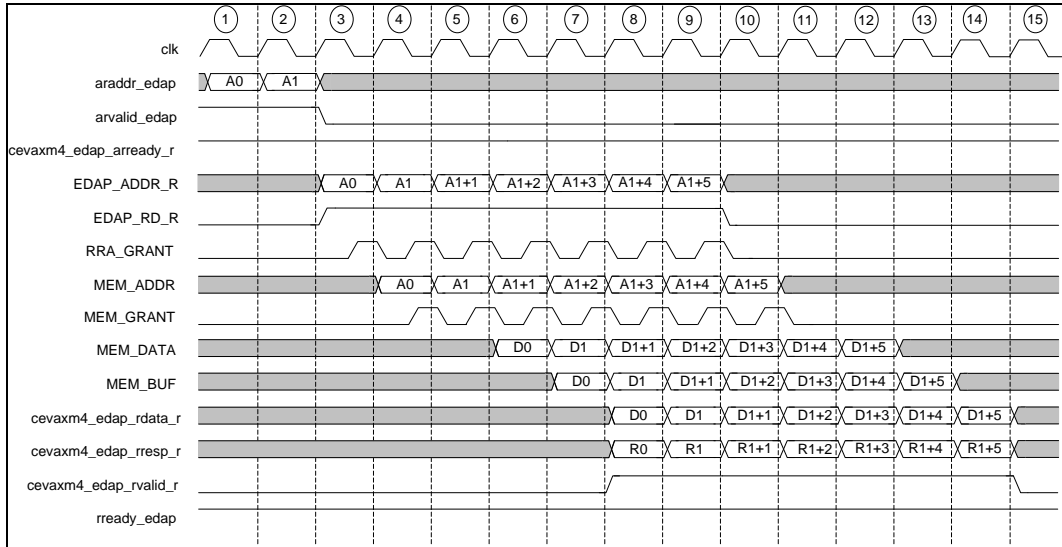 1 2 3 4 5 6 7 8 9 10 11 12 13 14 15
clk
araddr_edap A0 A1
arvalid_edap
cevaxm4_edap_arready_r
EDAP_ADDR_R A0 A1 A1+1 A1+2 A1+3 A1+4 A1+5
EDAP_RD_R
RRA_GRANT
MEM_ADDR A0 A1 A1+1 A1+2 A1+3 A1+4 A1+5
MEM_GRANT
MEM_DATA D0 D1 D1+1 D1+2 D1+3 D1+4 D1+5
MEM_BUF D0 D1 D1+1 D1+2 D1+3 D1+4 D1+5
cevaxm4_edap_rdata_r D0 D1 D1+1 D1+2 D1+3 D1+4 D1+5
cevaxm4_edap_rresp_r R0 R1 R1+1 R1+2 R1+3 R1+4 R1+5
cevaxm4_edap_rvalid_r
rready_edap